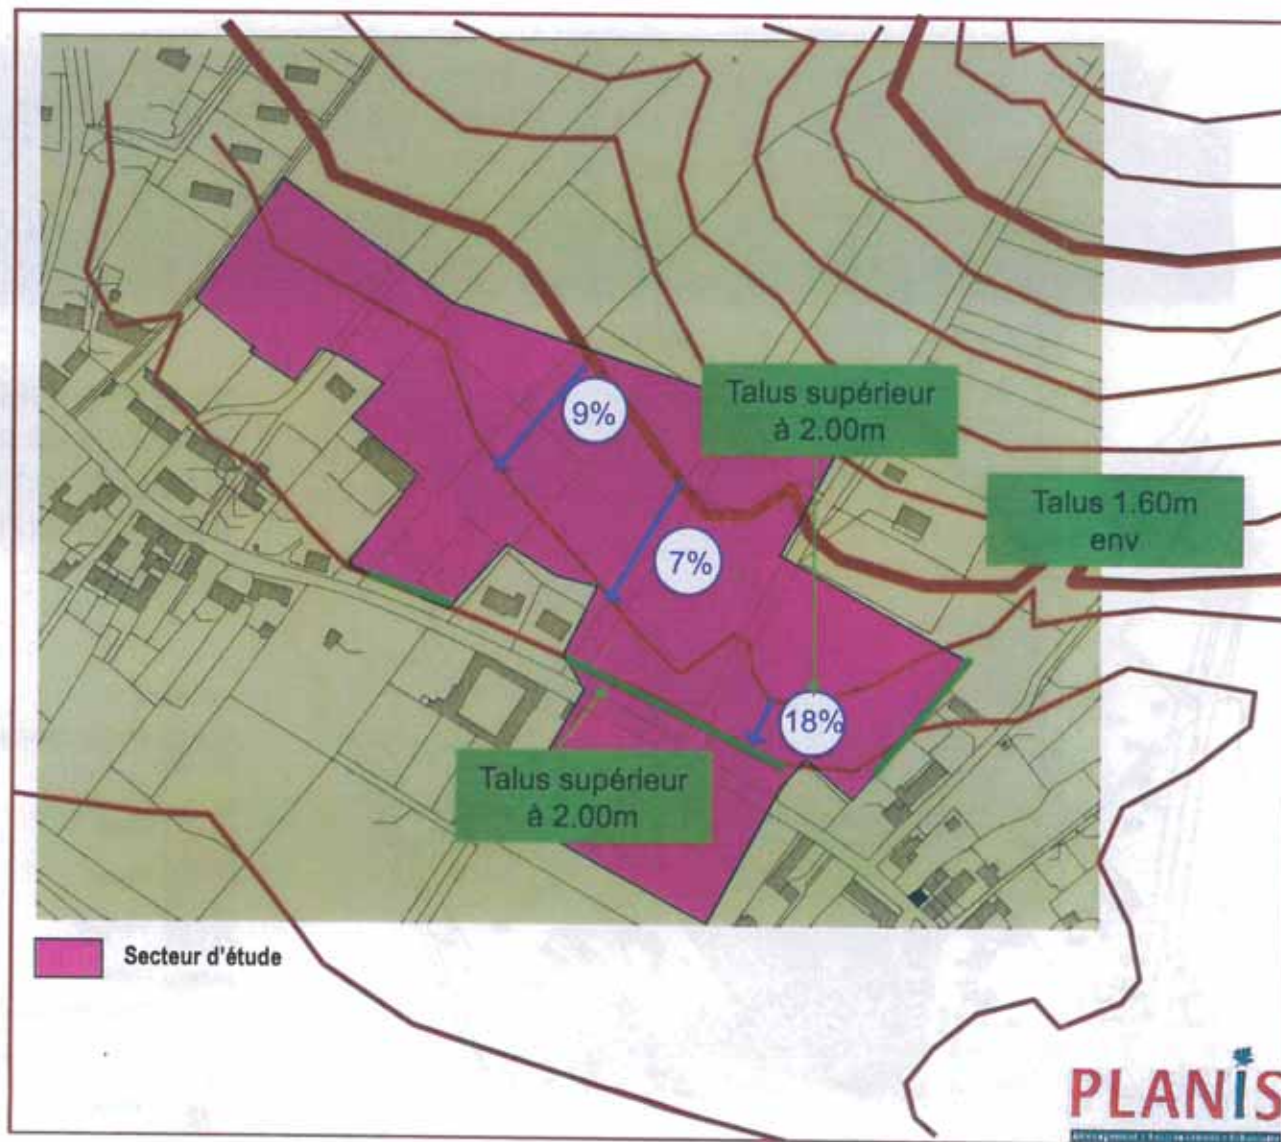 9%
Talus supérieur
à 2.00m
Talus 1.60m
env
7%
18%
Talus supérieur
à 2.00m
Secteur d'étude
PLANIS